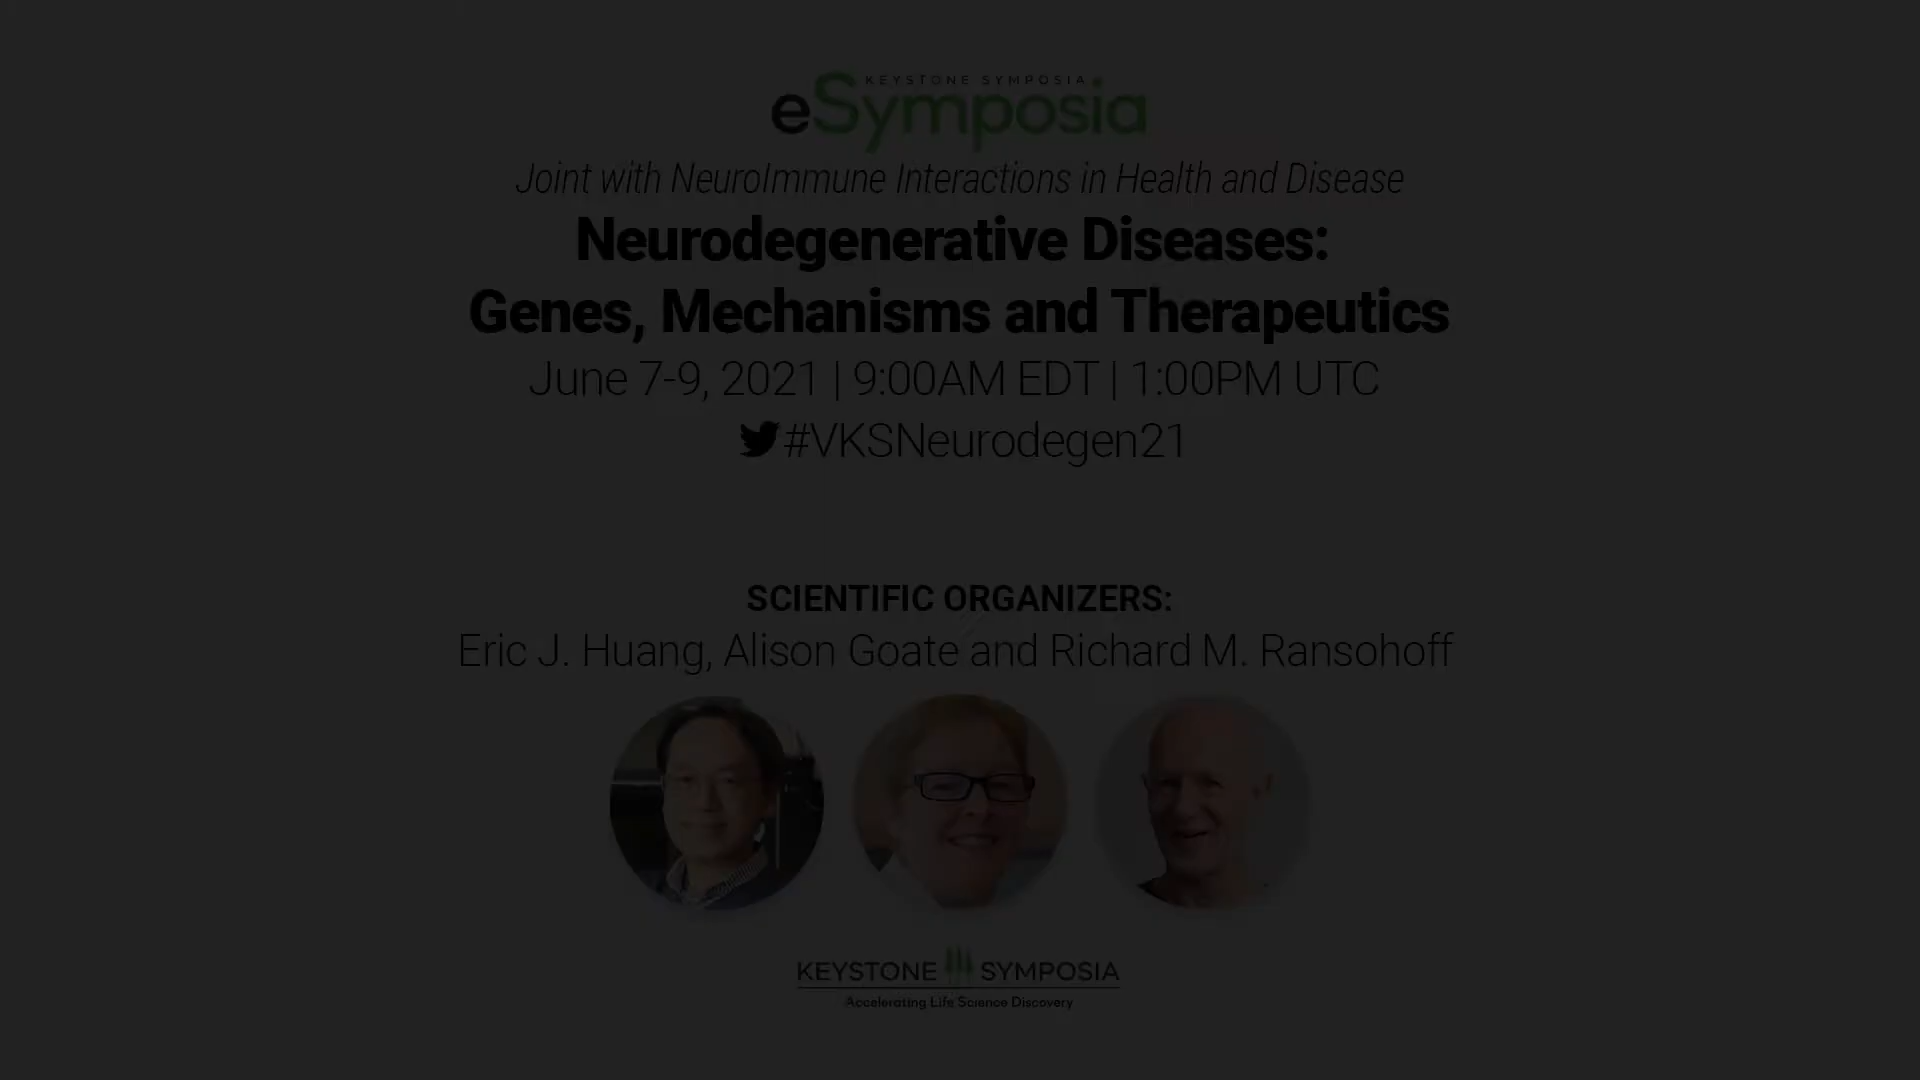 KEYSTONE SYMPOSIA
eSymposia
Joint with NeuroImmune Interactions in Health and Disease
Neurodegenerative Diseases:
Genes, Mechanisms and Therapeutics
June 7-9, 2021 | 9:00AM EDT | 1:00PM UTC
#VKSNeurodegen21
SCIENTIFIC ORGANIZERS:
Eric J. Huang, Alison Goate and Richard M. Ransohoff
KEYSTONE SYMPOSIA
Accelerating Life Science Discovery